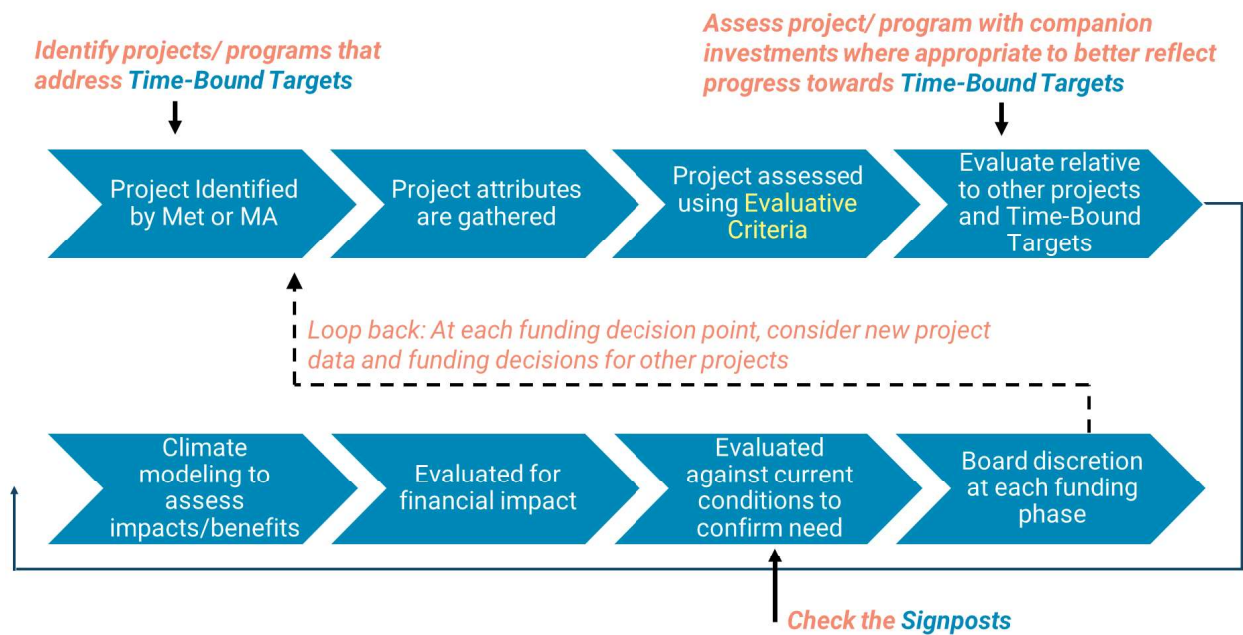 Identify projects/ programs that
address Time-Bound Targets
Assess project/ program with companion
investments where appropriate to better reflect
progress towards Time-Bound Targets
Project Identified
by Met or MA
Project attributes
are gathered
Project assessed
using Evaluative
Criteria
Evaluate relative
to other projects
and Time-Bound
Targets
Loop back: At each funding decision point, consider new project
data and funding decisions for other projects
Climate
modeling to
assess
impacts/benefits
Evaluated for
financial impact
Evaluated
against current
conditions to
confirm need
Board discretion
at each funding
phase
Check the Signposts